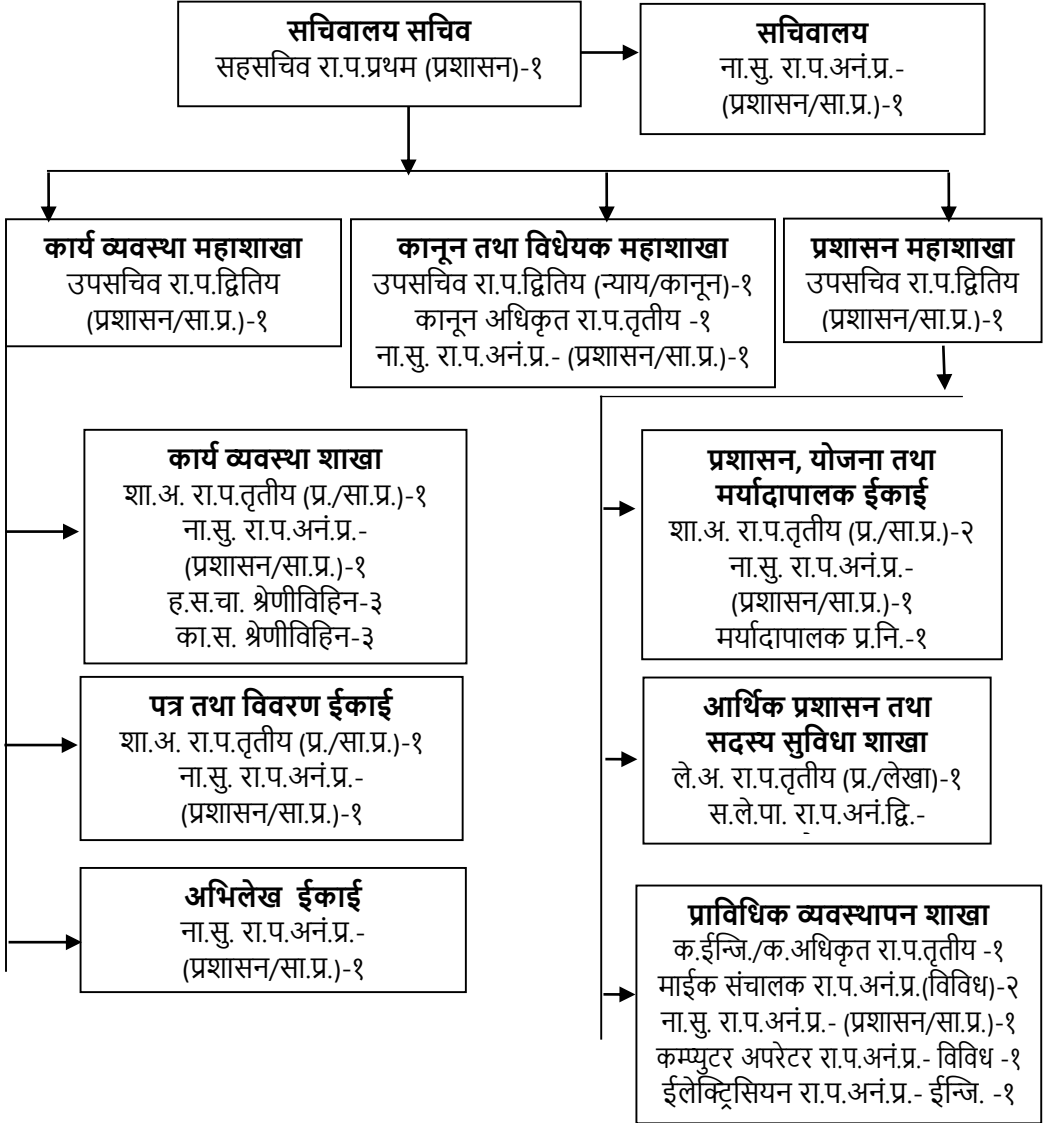 सचिवालय सचिव
सहसचिव रा.प.प्रथम (प्रशासन)-१
सचिवालय
ना.सु. रा.प.अनं.प्र.-
(प्रशासन/सा.प्र.)-१
कार्य व्यवस्था महाशाखा
उपसचिव रा.प.द्वितिय
(प्रशासन/सा.प्र.)-१
कानून तथा विधेयक महाशाखा
उपसचिव रा.प.द्वितिय (न्याय/कानून)-१
कानून अधिकृत रा.प.तृतीय -१
ना.सु. रा.प.अनं.प्र.- (प्रशासन/सा.प्र.)-१
प्रशासन महाशाखा
उपसचिव रा.प.द्वितिय
(प्रशासन/सा.प्र.)-१
कार्य व्यवस्था शाखा
शा.अ. रा.प.तृतीय (प्र./सा.प्र.)-१
ना.सु. रा.प.अनं.प्र.-
(प्रशासन/सा.प्र.)-१
ह.स.चा. श्रेणीविहिन-३
का.स. श्रेणीविहिन-३
पत्र तथा विवरण ईकाई
शा.अ. रा.प.तृतीय (प्र./सा.प्र.)-१
ना.सु. रा.प.अनं.प्र.-
(प्रशासन/सा.प्र.)-१
अभिलेख ईकाई
ना.सु. रा.प.अनं.प्र.-
(प्रशासन/सा.प्र.)-१
प्रशासन, योजना तथा
मर्यादापालक ईकाई
शा.अ. रा.प.तृतीय (प्र./सा.प्र.)-२
ना.सु. रा.प.अनं.प्र.-
(प्रशासन/सा.प्र.)-१
मर्यादापालक प्र.नि.-१
आर्थिक प्रशासन तथा
सदस्य सुविधा शाखा
ले.अ. रा.प.तृतीय (प्र./लेखा)-१
स.ले.पा. रा.प.अनं.द्वि.-
प्राविधिक व्यवस्थापन शाखा
क.ईन्जि./क.अधिकृत रा.प.तृतीय -१
माईक संचालक रा.प.अनं.प्र.(विविध)-२
ना.सु. रा.प.अनं.प्र.- (प्रशासन/सा.प्र.)-१
कम्प्युटर अपरेटर रा.प.अनं.प्र.- विविध -१
ईलेक्ट्रिसियन रा.प.अनं.प्र.- ईन्जि. -१